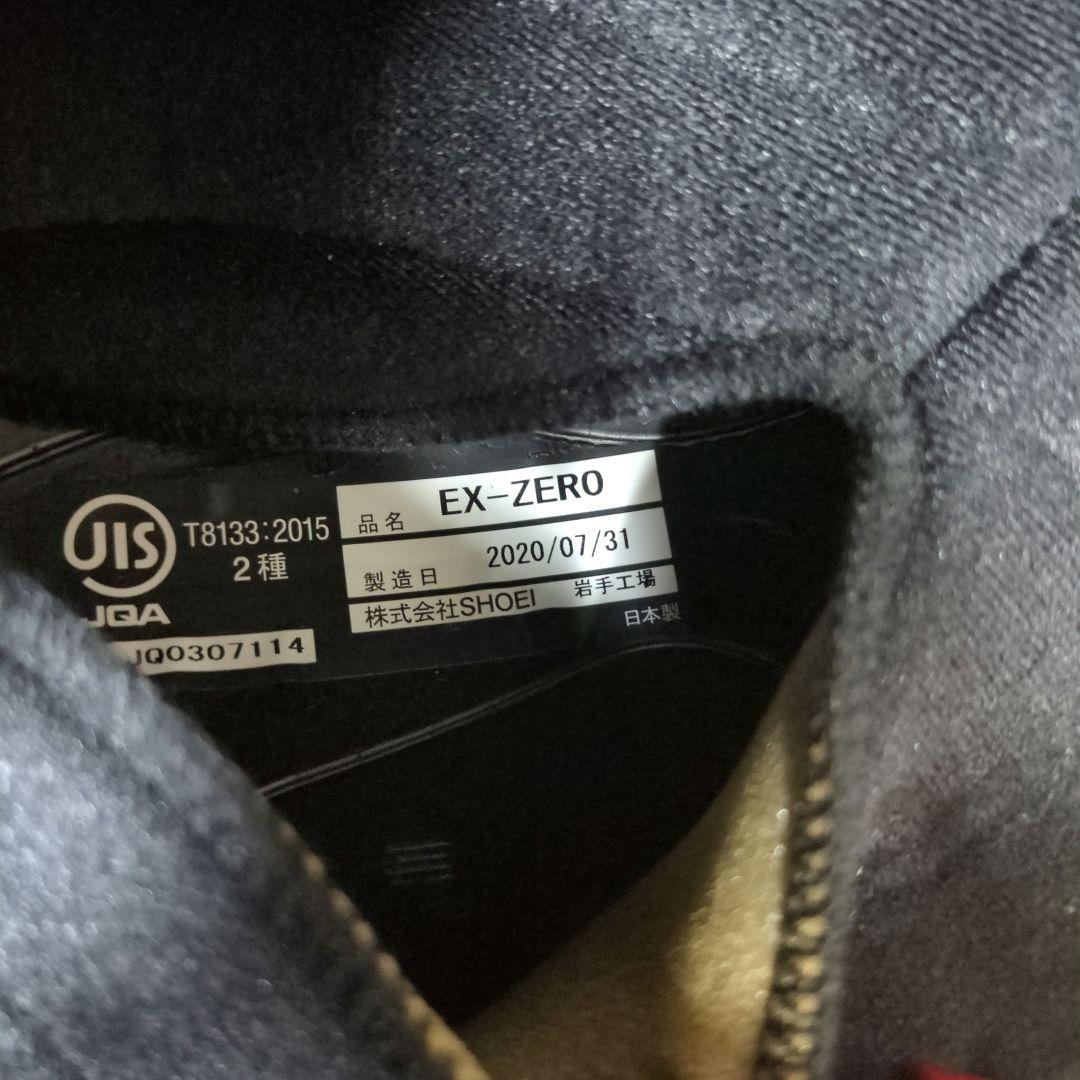 JIS
T8133:2015
2種
JQA
JQ0307114
品名 EX-ZERO
製造日 2020/07/31
株式会社SHOEI 岩手工場
日本製